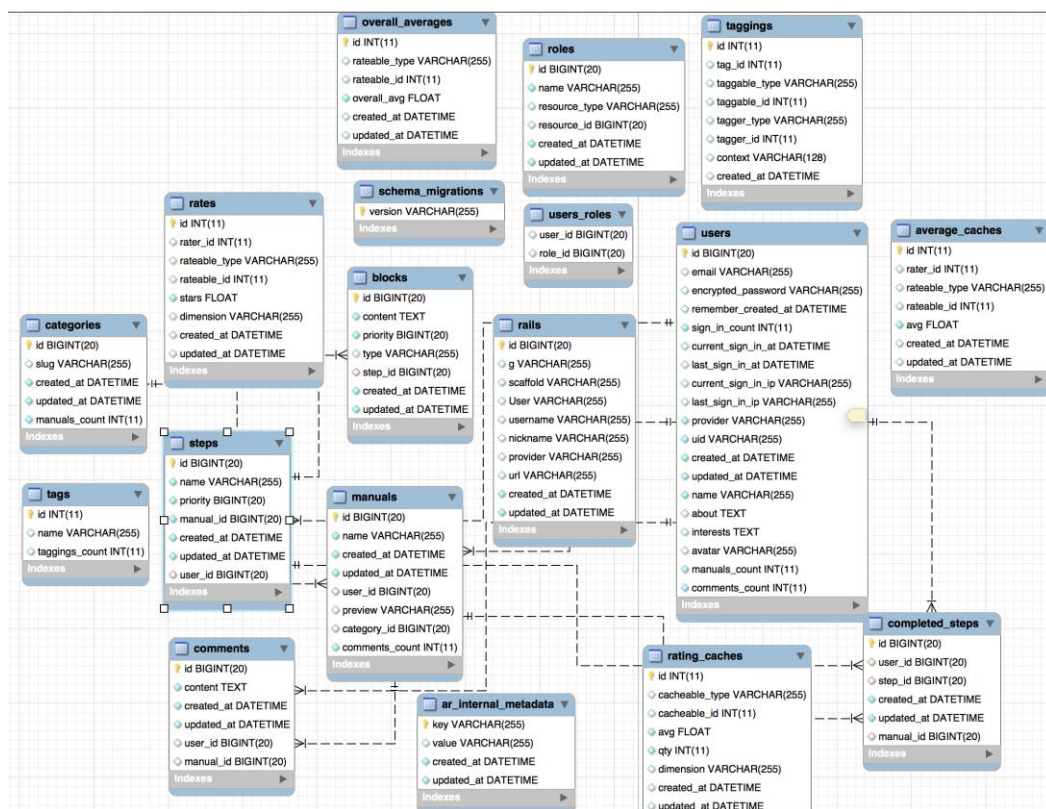 overall_averages
id INT(11)
rateable_type VARCHAR(255)
rateable_id INT(11)
overall_avg FLOAT
created_at DATETIME
updated_at DATETIME
Indexes
roles
id BIGINT(20)
name VARCHAR(255)
resource_type VARCHAR(255)
resource_id BIGINT(20)
created_at DATETIME
updated_at DATETIME
Indexes
taggings
id INT(11)
tag_id INT(11)
taggable_type VARCHAR(255)
taggable_id INT(11)
tagger_type VARCHAR(255)
tagger_id INT(11)
context VARCHAR(128)
created_at DATETIME
Indexes
schema_migrations
version VARCHAR(255)
Indexes
rates
id INT(11)
rater_id INT(11)
rateable_type VARCHAR(255)
rateable_id INT(11)
stars FLOAT
dimension VARCHAR(255)
created_at DATETIME
updated_at DATETIME
Indexes
users_roles
user_id BIGINT(20)
role_id BIGINT(20)
Indexes
users
id BIGINT(20)
email VARCHAR(255)
encrypted_password VARCHAR(255)
remember_created_at DATETIME
sign_in_count INT(11)
current_sign_in_at DATETIME
last_sign_in_at DATETIME
current_sign_in_ip VARCHAR(255)
last_sign_in_ip VARCHAR(255)
provider VARCHAR(255)
uid VARCHAR(255)
created_at DATETIME
updated_at DATETIME
name VARCHAR(255)
about TEXT
interests TEXT
avatar VARCHAR(255)
manuals_count INT(11)
comments_count INT(11)
Indexes
average_caches
id INT(11)
rater_id INT(11)
rateable_type VARCHAR(255)
rateable_id INT(11)
avg FLOAT
created_at DATETIME
updated_at DATETIME
Indexes
blocks
id BIGINT(20)
content TEXT
priority BIGINT(20)
type VARCHAR(255)
step_id BIGINT(20)
created_at DATETIME
updated_at DATETIME
Indexes
categories
id BIGINT(20)
slug VARCHAR(255)
created_at DATETIME
updated_at DATETIME
manuals_count INT(11)
Indexes
rails
id BIGINT(20)
g VARCHAR(255)
scaffold VARCHAR(255)
User VARCHAR(255)
username VARCHAR(255)
nickname VARCHAR(255)
provider VARCHAR(255)
url VARCHAR(255)
created_at DATETIME
updated_at DATETIME
Indexes
steps
id BIGINT(20)
name VARCHAR(255)
priority BIGINT(20)
manual_id BIGINT(20)
created_at DATETIME
updated_at DATETIME
user_id BIGINT(20)
Indexes
tags
id INT(11)
name VARCHAR(255)
taggings_count INT(11)
Indexes
manuals
id BIGINT(20)
name VARCHAR(255)
created_at DATETIME
updated_at DATETIME
user_id BIGINT(20)
preview VARCHAR(255)
category_id BIGINT(20)
comments_count INT(11)
Indexes
completed_steps
id BIGINT(20)
user_id BIGINT(20)
step_id BIGINT(20)
created_at DATETIME
updated_at DATETIME
manual_id BIGINT(20)
Indexes
comments
id BIGINT(20)
content TEXT
created_at DATETIME
updated_at DATETIME
user_id BIGINT(20)
manual_id BIGINT(20)
Indexes
rating_caches
id INT(11)
cacheable_type VARCHAR(255)
cacheable_id INT(11)
avg FLOAT
qty INT(11)
dimension VARCHAR(255)
created_at DATETIME
updated_at DATETIME
ar_internal_metadata
key VARCHAR(255)
value VARCHAR(255)
created_at DATETIME
updated_at DATETIME
Indexes